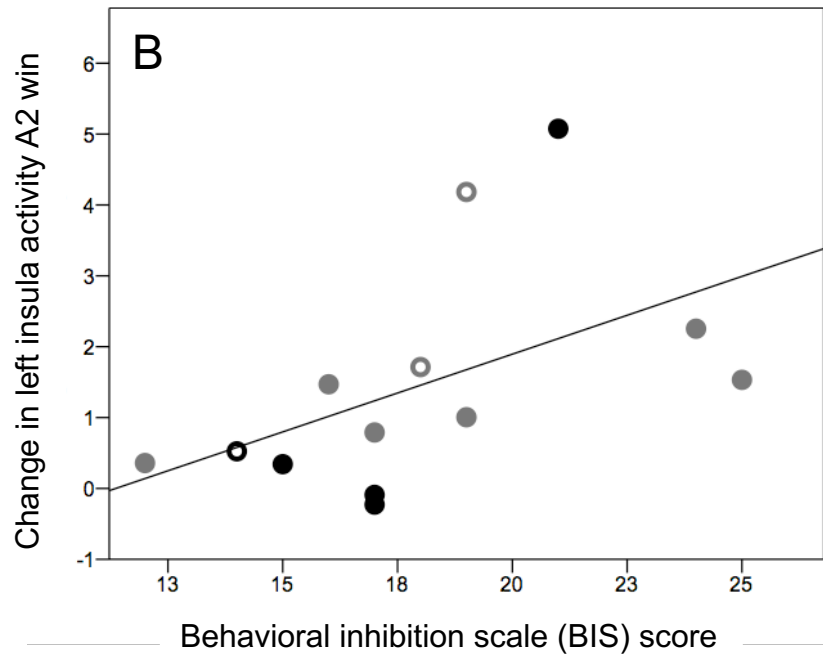 B
Change in left insula activity A2 win
6
5
4
3
2
1
0
-1
13 15 18 20 23 25
Behavioral inhibition scale (BIS) score